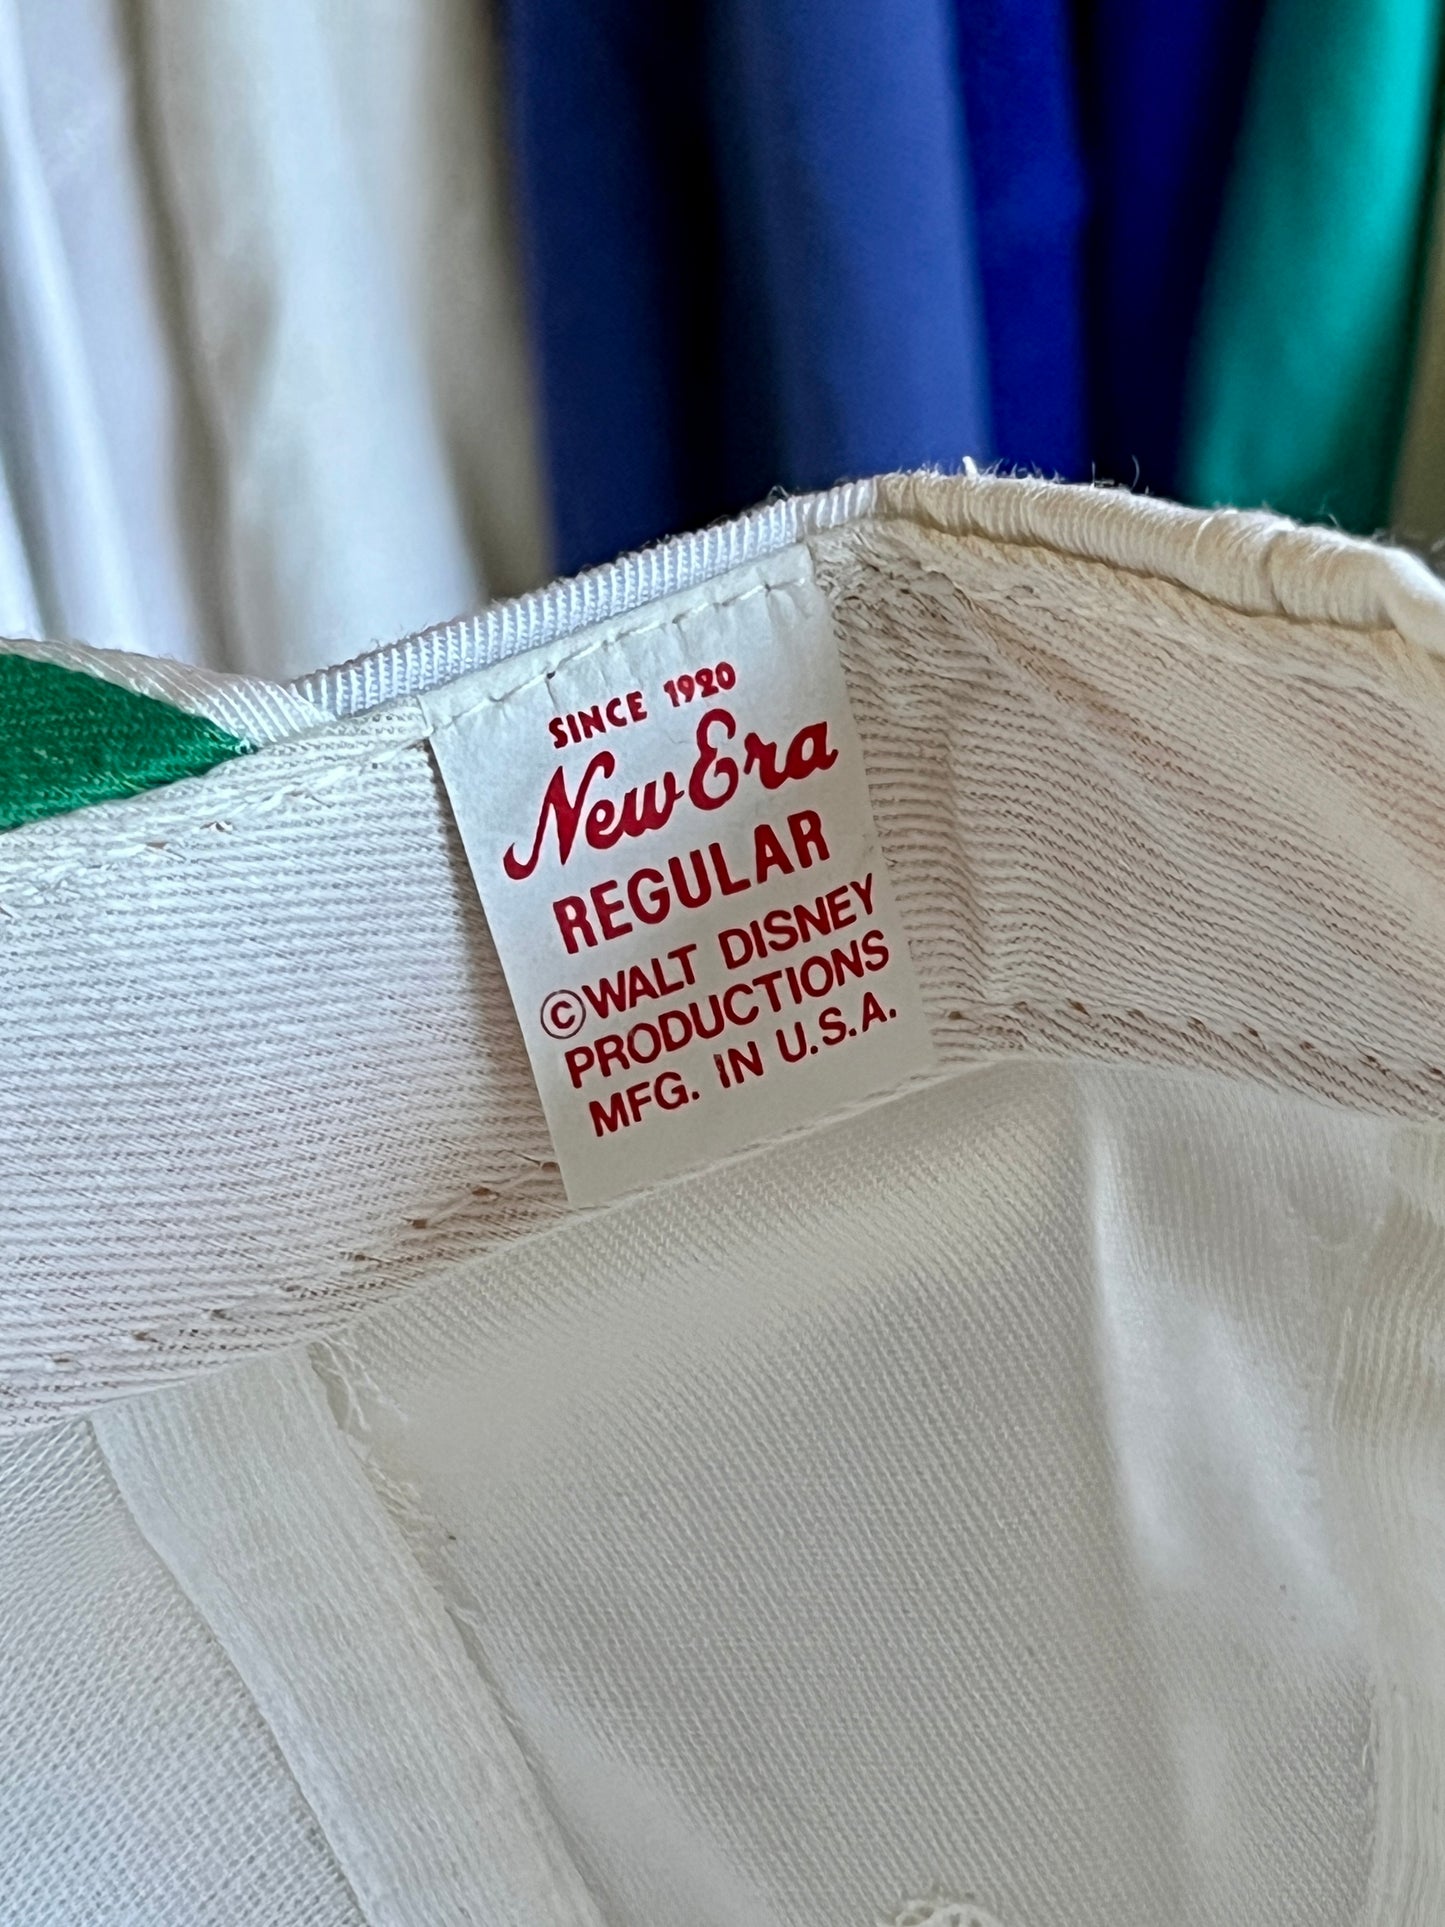 SINCE 1920
New Era
REGULAR
©WALT DISNEY
PRODUCTIONS
MFG. IN U.S.A.